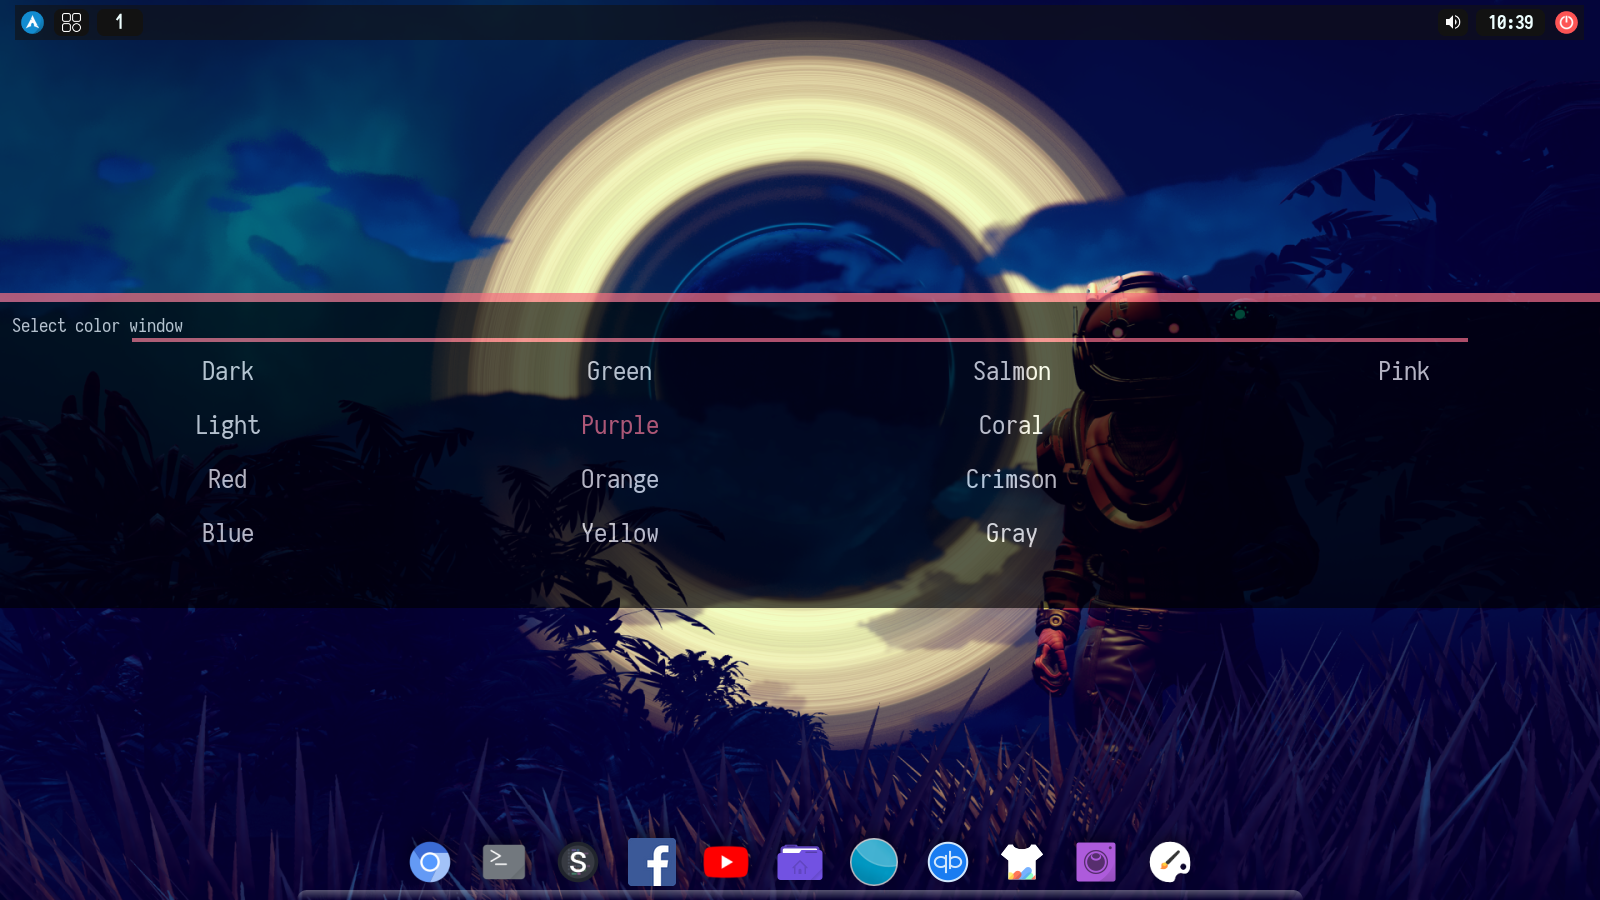 1
10:39
Select color window
Dark Green Salmon Pink
Light Purple Coral
Red Orange Crimson
Blue Yellow Gray
>_ S f qb